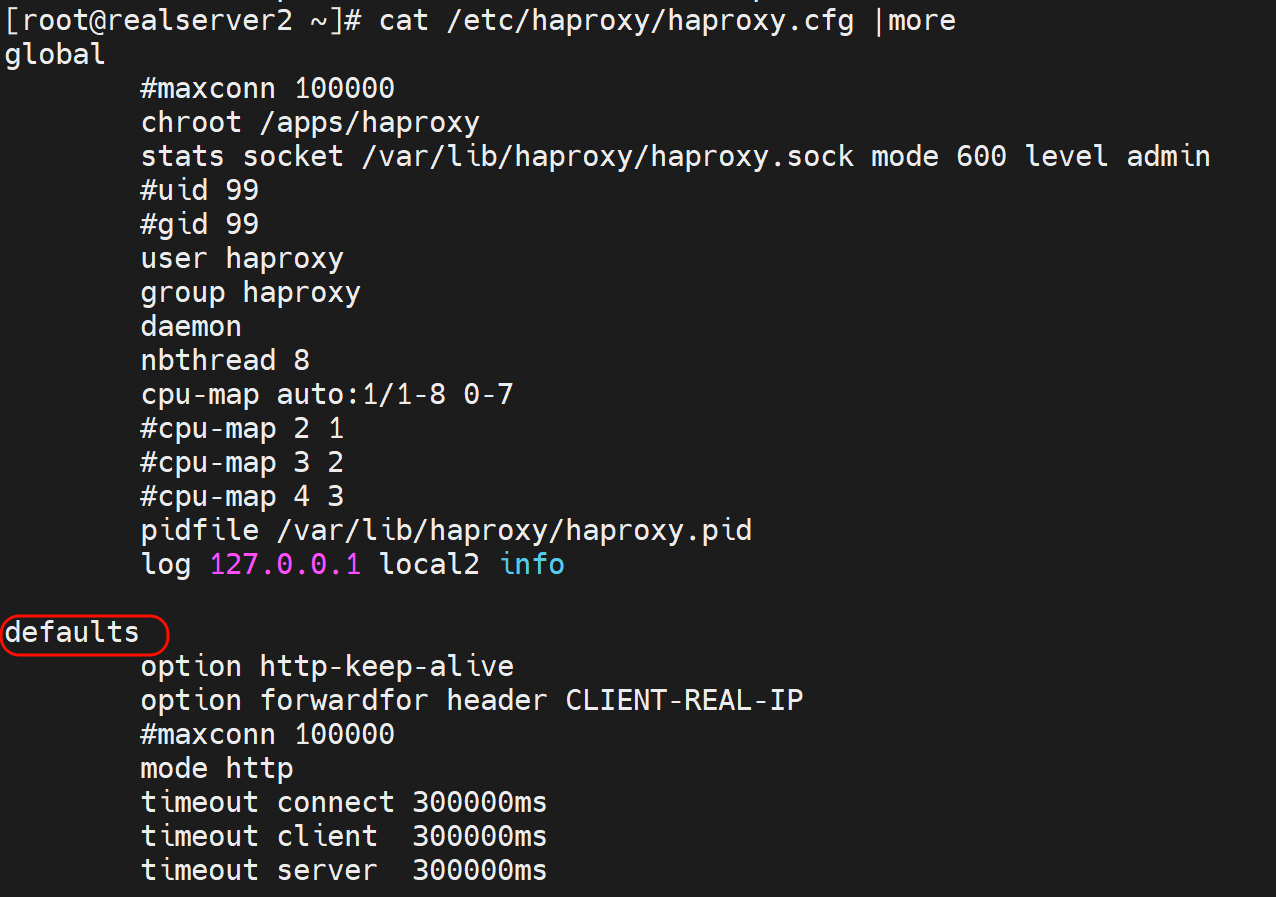 [root@realserver2 ~]# cat /etc/haproxy/haproxy.cfg |more
global
        #maxconn 100000
        chroot /apps/haproxy
        stats socket /var/lib/haproxy/haproxy.sock mode 600 level admin
        #uid 99
        #gid 99
        user haproxy
        group haproxy
        daemon
        nbthread 8
        cpu-map auto:1/1-8 0-7
        #cpu-map 2 1
        #cpu-map 3 2
        #cpu-map 4 3
        pidfile /var/lib/haproxy/haproxy.pid
        log 127.0.0.1 local2 info
defaults
        option http-keep-alive
        option forwardfor header CLIENT-REAL-IP
        #maxconn 100000
        mode http
        timeout connect 300000ms
        timeout client  300000ms
        timeout server  300000ms